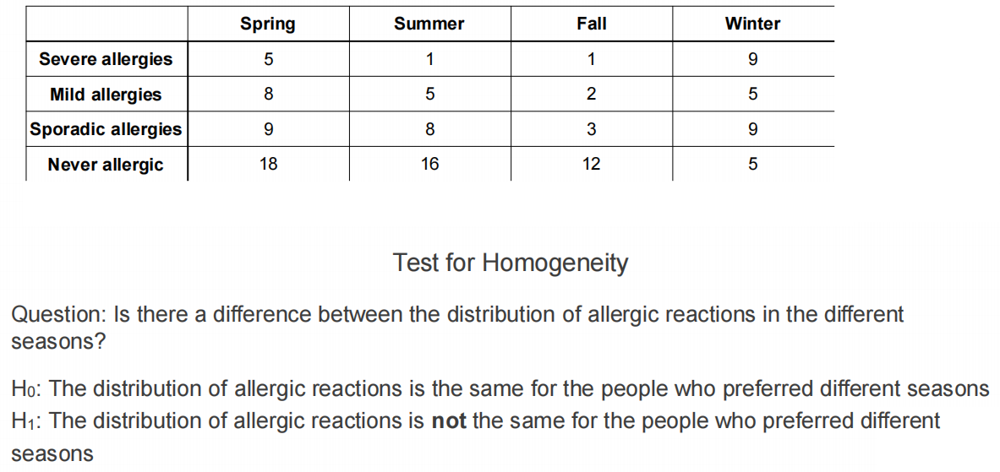 Spring Summer Fall Winter
Severe allergies 5 1 1 9
Mild allergies 8 5 2 5
Sporadic allergies 9 8 3 9
Never allergic 18 16 12 5
Test for Homogeneity
Question: Is there a difference between the distribution of allergic reactions in the different
seasons?
H₀: The distribution of allergic reactions is the same for the people who preferred different seasons
H₁: The distribution of allergic reactions is not the same for the people who preferred different
seasons